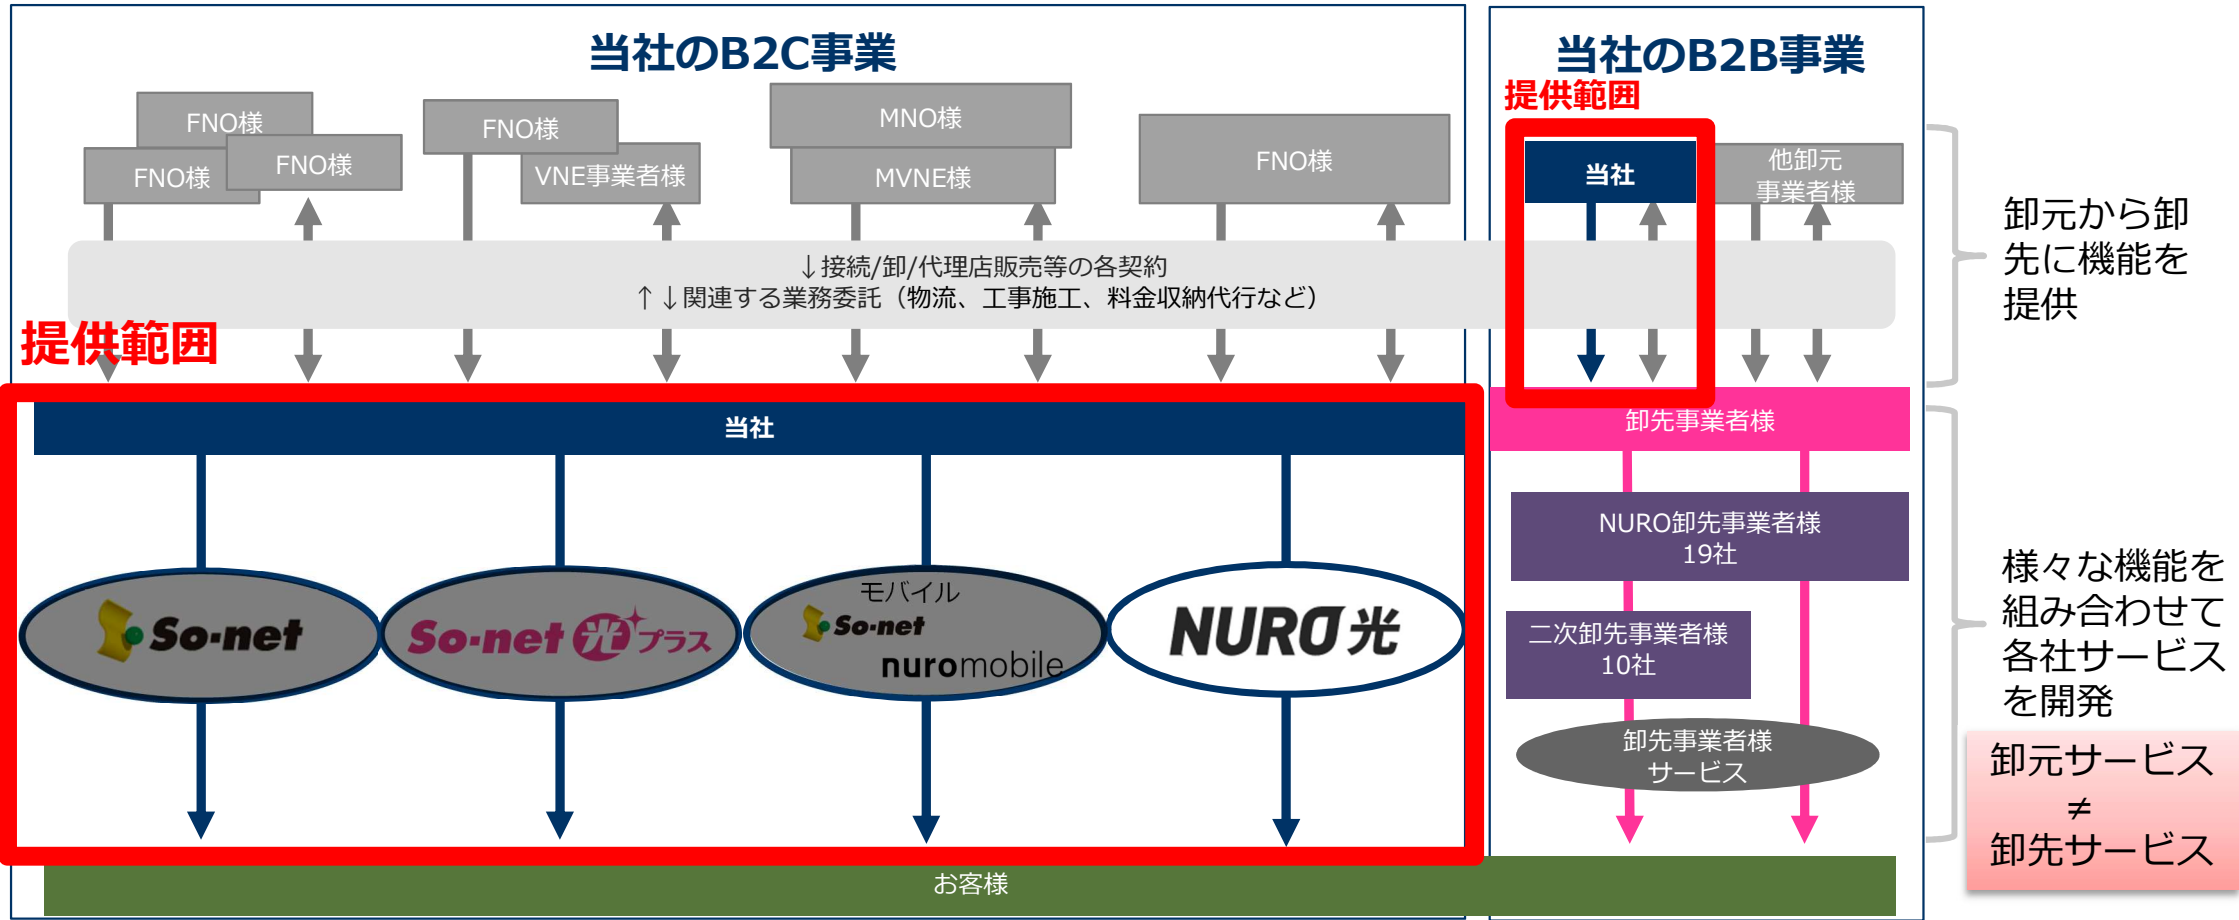 当社のB2C事業
FNO様
FNO様
FNO様
FNO様
VNE事業者様
MNO様
MVNE様
FNO様
当社のB2B事業
提供範囲
当社
他卸元
事業者様
↓接続/卸/代理店販売等の各契約
↑↓関連する業務委託（物流、工事施工、料金収納代行など）
卸元から卸
先に機能を
提供
提供範囲
当社
So-net
So-net 光プラス
モバイル
So-net
nuromobile
NURO光
卸先事業者様
NURO卸先事業者様
19社
二次卸先事業者様
10社
卸先事業者様
サービス
様々な機能を
組み合わせて
各社サービス
を開発
卸元サービス
≠
卸先サービス
お客様